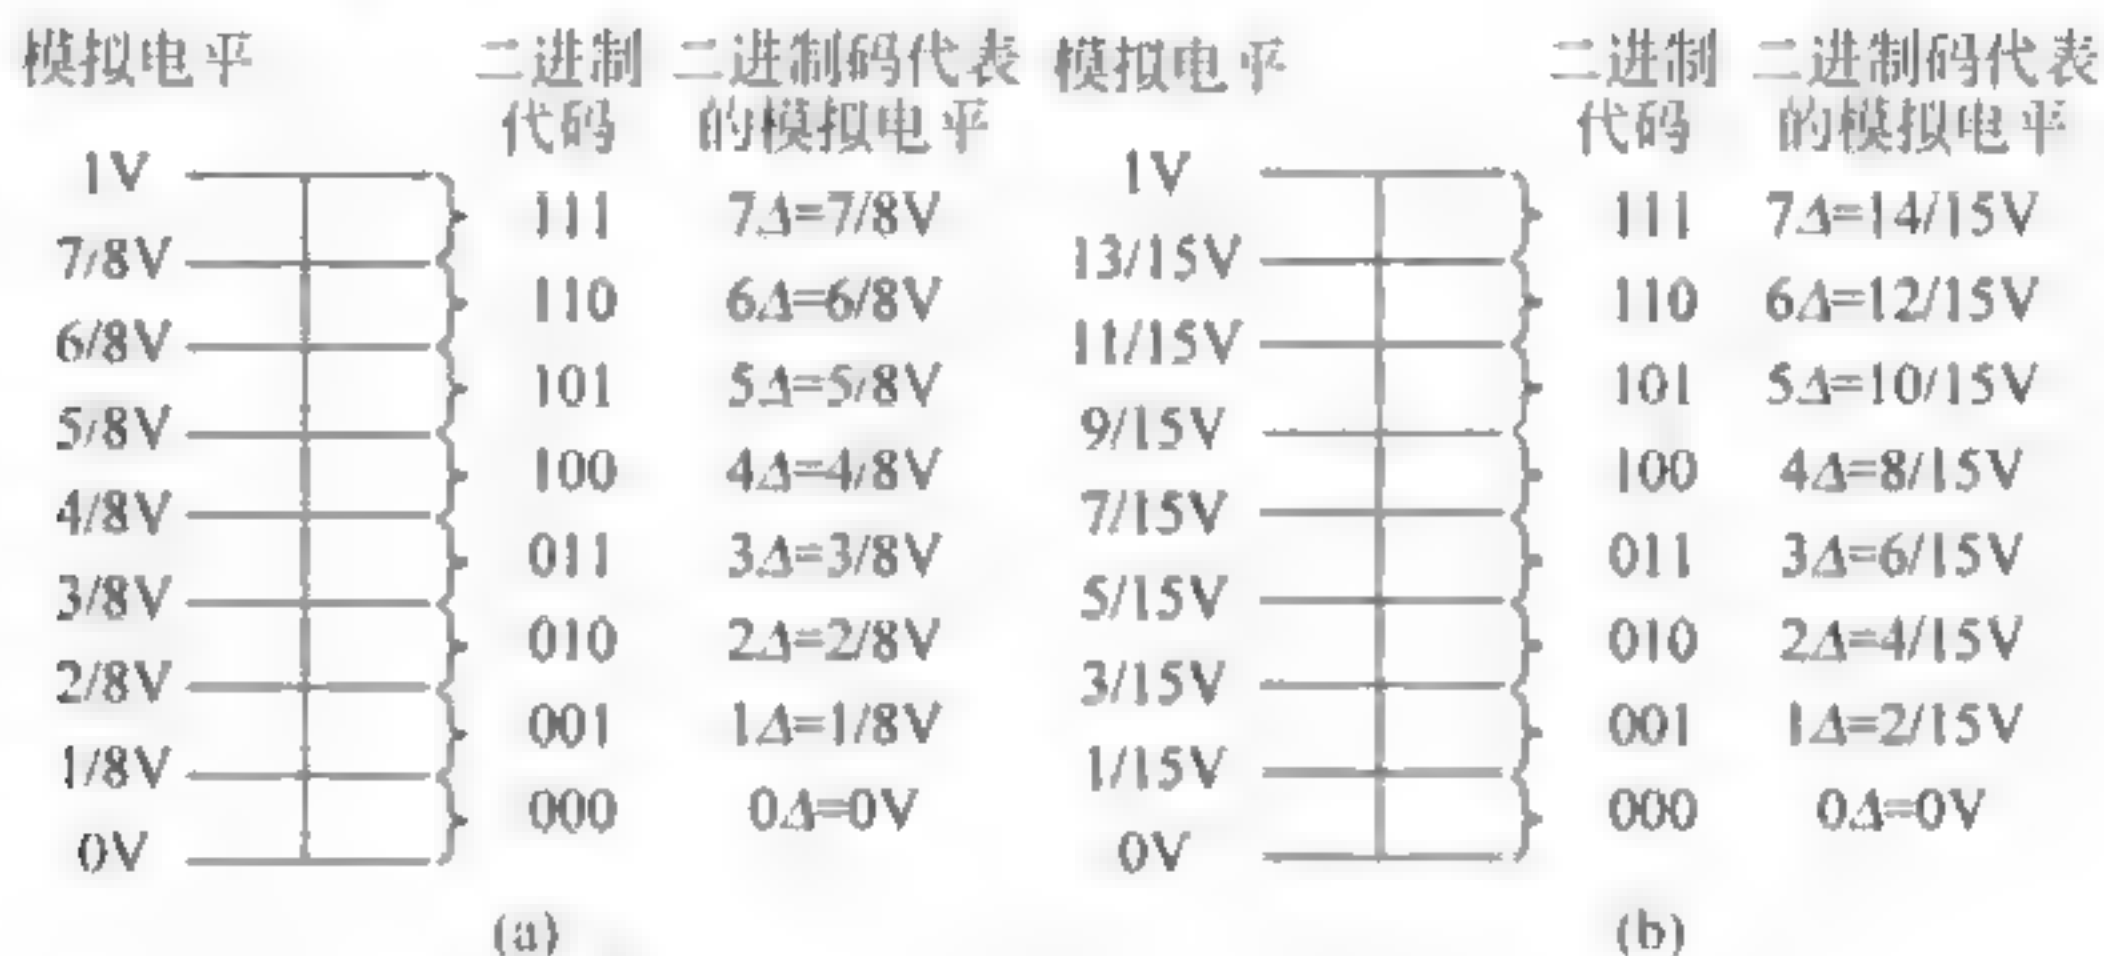 模拟电平
二进制
代码
二进制码代表
的模拟电平
1V
7/8V
6/8V
5/8V
4/8V
3/8V
2/8V
1/8V
0V
111 7Δ=7/8V
110 6Δ=6/8V
101 5Δ=5/8V
100 4Δ=4/8V
011 3Δ=3/8V
010 2Δ=2/8V
001 1Δ=1/8V
000 0Δ=0V
(a)
模拟电平
二进制
代码
二进制码代表
的模拟电平
1V
13/15V
11/15V
9/15V
7/15V
5/15V
3/15V
1/15V
0V
111 7Δ=14/15V
110 6Δ=12/15V
101 5Δ=10/15V
100 4Δ=8/15V
011 3Δ=6/15V
010 2Δ=4/15V
001 1Δ=2/15V
000 0Δ=0V
(b)